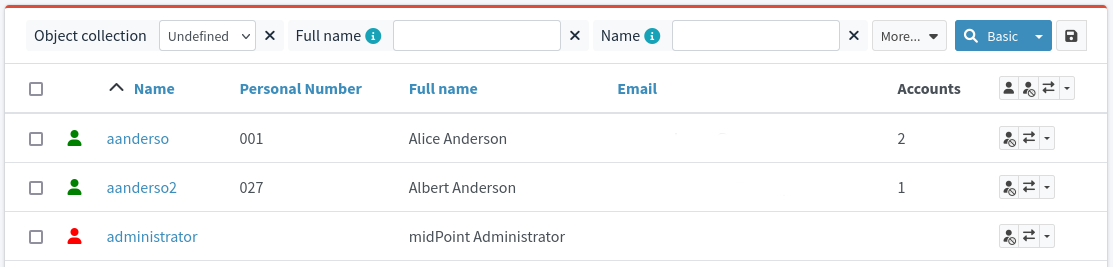 Object collection Undefined Full name Name More... Basic
Name Personal Number Full name Email Accounts
aanderso 001 Alice Anderson 2
aanderso2 027 Albert Anderson 1
administrator midPoint Administrator